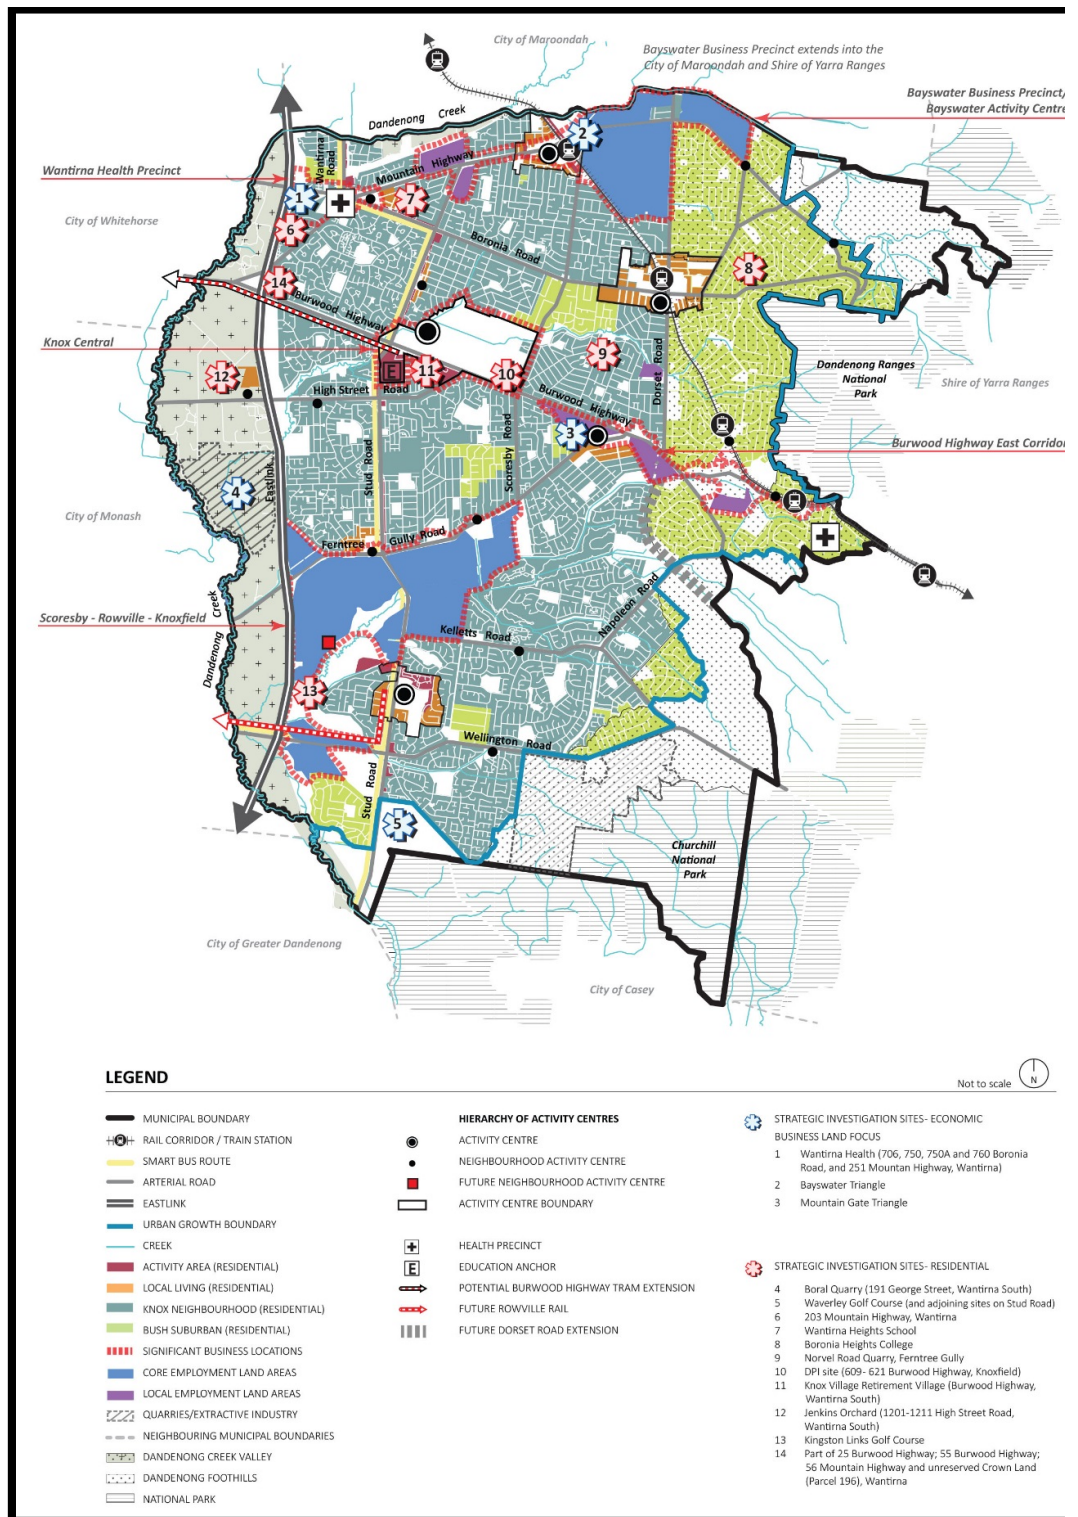 City of Maroondah
Bayswater Business Precinct extends into the
City of Maroondah and Shire of Yarra Ranges
Bayswater Business Precinct/
Bayswater Activity Centre
Dandenong Creek
Wantirna Road
Mountain Highway
2
Wantirna Health Precinct
1
7
City of Whitehorse
6
Boronia Road
8
14
Burwood Highway
Knox Central
9
Dorset Road
Dandenong Ranges
National
Park
Shire of Yarra Ranges
12
E
11
10
High Street Road
Burwood Highway
3
Burwood Highway East Corridor
Scoresby Road
Stud Road
Eastlink
4
City of Monash
Ferntree Gully Road
Dandenong Creek
Scoresby - Rowville - Knoxfield
Napoleon Road
Kelletts Road
13
Wellington Road
Stud Road
5
Churchill
National
Park
City of Greater Dandenong
City of Casey
LEGEND
Not to scale
N
MUNICIPAL BOUNDARY
RAIL CORRIDOR / TRAIN STATION
SMART BUS ROUTE
ARTERIAL ROAD
EASTLINK
URBAN GROWTH BOUNDARY
CREEK
ACTIVITY AREA (RESIDENTIAL)
LOCAL LIVING (RESIDENTIAL)
KNOX NEIGHBOURHOOD (RESIDENTIAL)
BUSH SUBURBAN (RESIDENTIAL)
SIGNIFICANT BUSINESS LOCATIONS
CORE EMPLOYMENT LAND AREAS
LOCAL EMPLOYMENT LAND AREAS
QUARRIES/EXTRACTIVE INDUSTRY
NEIGHBOURING MUNICIPAL BOUNDARIES
DANDENONG CREEK VALLEY
DANDENONG FOOTHILLS
NATIONAL PARK
HIERARCHY OF ACTIVITY CENTRES
ACTIVITY CENTRE
NEIGHBOURHOOD ACTIVITY CENTRE
FUTURE NEIGHBOURHOOD ACTIVITY CENTRE
ACTIVITY CENTRE BOUNDARY
HEALTH PRECINCT
E EDUCATION ANCHOR
POTENTIAL BURWOOD HIGHWAY TRAM EXTENSION
FUTURE ROWVILLE RAIL
FUTURE DORSET ROAD EXTENSION
STRATEGIC INVESTIGATION SITES- ECONOMIC
BUSINESS LAND FOCUS
1 Wantirna Health (706, 750, 750A and 760 Boronia
Road, and 251 Mountan Highway, Wantirna)
2 Bayswater Triangle
3 Mountain Gate Triangle
STRATEGIC INVESTIGATION SITES- RESIDENTIAL
4 Boral Quarry (191 George Street, Wantirna South)
5 Waverley Golf Course (and adjoining sites on Stud Road)
6 203 Mountain Highway, Wantirna
7 Wantirna Heights School
8 Boronia Heights College
9 Norvel Road Quarry, Ferntree Gully
10 DPI site (609- 621 Burwood Highway, Knoxfield)
11 Knox Village Retirement Village (Burwood Highway,
Wantirna South)
12 Jenkins Orchard (1201-1211 High Street Road,
Wantirna South)
13 Kingston Links Golf Course
14 Part of 25 Burwood Highway; 55 Burwood Highway;
56 Mountain Highway and unreserved Crown Land
(Parcel 196), Wantirna